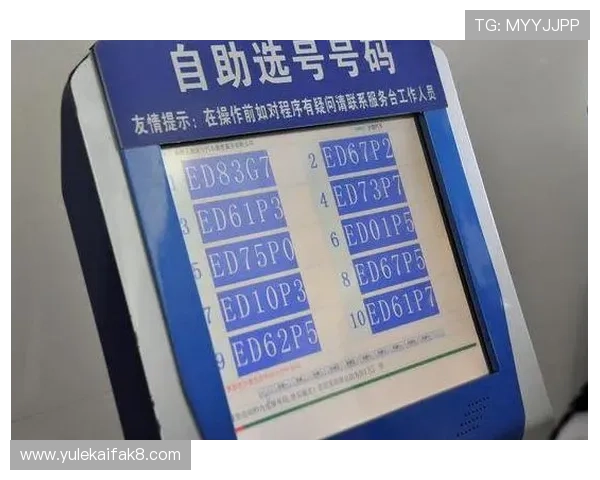 TG: MYYJJPP
自助选号号码
友情提示：在操作前如对程序有疑问请联系服务台工作人员
1 ED83G7
2 ED67P2
3 ED61P3
4 ED73P7
5 ED75P0
6 ED01P5
7 ED10P3
8 ED67P5
9 ED62P5
10 ED61P7
www.yulekaifak8.com